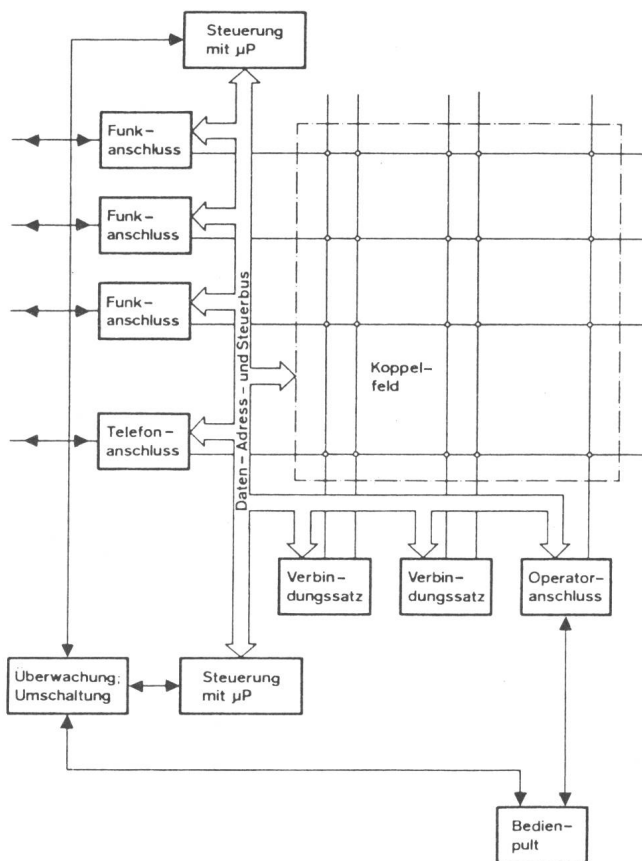 Steuerung
mit µP
Funk-
anschluss
Funk-
anschluss
Funk-
anschluss
Daten-Adress- und Steuerbus
Koppel-
feld
Telefon-
anschluss
Verbin-
dungssatz
Verbin-
dungssatz
Operator-
anschluss
Überwachung;
Umschaltung
Steuerung
mit µP
Bedien-
pult